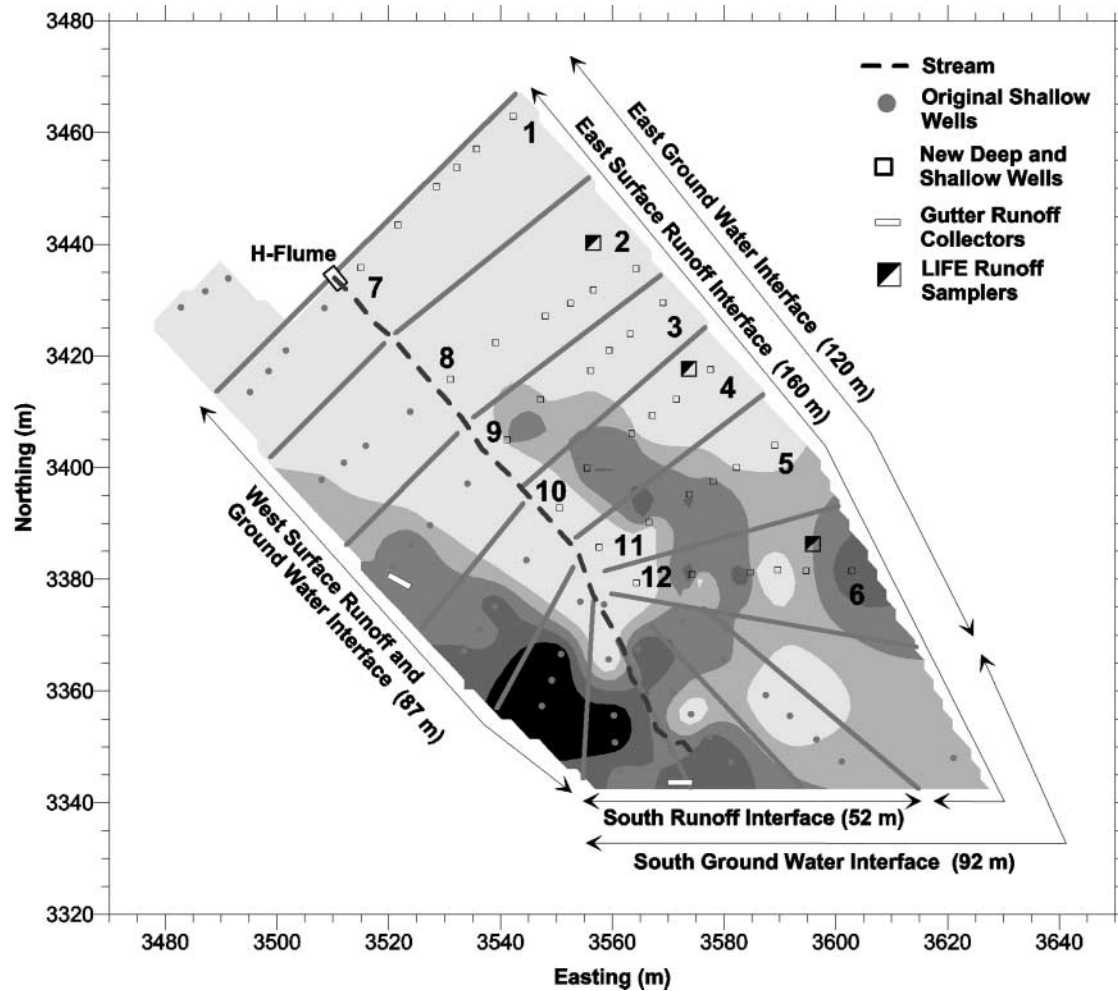 3480
3460
3440
3420
3400
3380
3360
3340
3320
Northing (m)
3480
3500
3520
3540
3560
3580
3600
3620
3640
Easting (m)
Stream
Original Shallow
Wells
New Deep and
Shallow Wells
Gutter Runoff
Collectors
LIFE Runoff
Samplers
East Ground Water Interface (120 m)
East Surface Runoff Interface (160 m)
H-Flume
1
2
3
4
5
6
7
8
9
10
11
12
West Surface Runoff and
Ground Water Interface (87 m)
South Runoff Interface (52 m)
South Ground Water Interface (92 m)